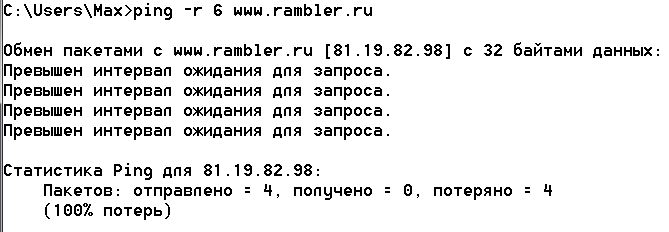 C:\Users\Max>ping -r 6 www.rambler.ru
Обмен пакетами с www.rambler.ru [81.19.82.98] с 32 байтами данных:
Превышен интервал ожидания для запроса.
Превышен интервал ожидания для запроса.
Превышен интервал ожидания для запроса.
Превышен интервал ожидания для запроса.
Статистика Ping для 81.19.82.98:
Пакетов: отправлено = 4, получено = 0, потеряно = 4
(100% потерь)